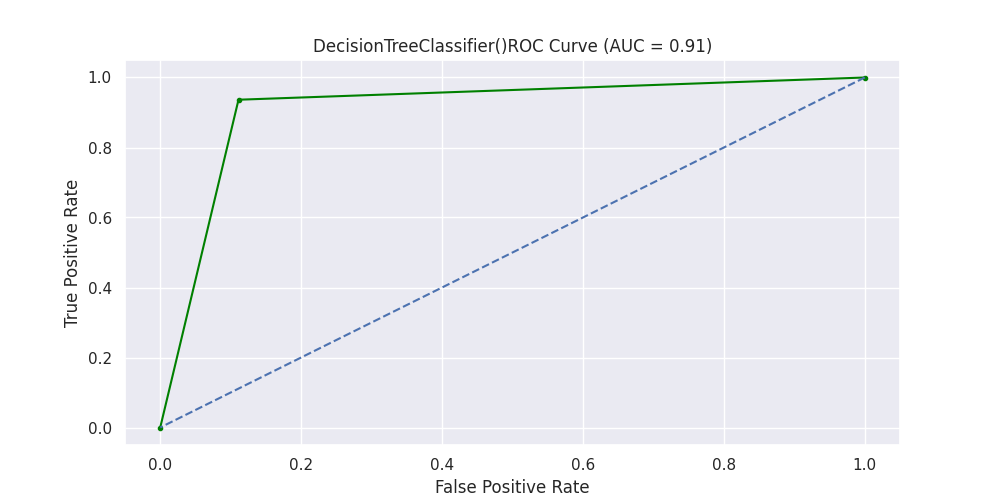 DecisionTreeClassifier()ROC Curve (AUC = 0.91)
1.0
0.8
0.6
0.4
0.2
0.0
True Positive Rate
0.0 0.2 0.4 0.6 0.8 1.0
False Positive Rate